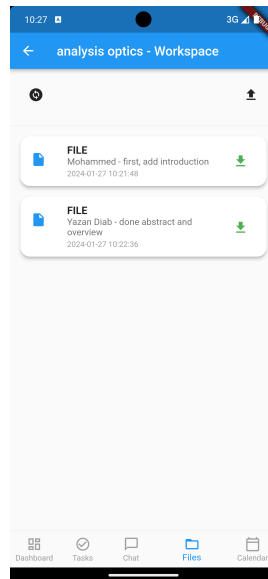 10:27 A 3G
analysis optics - Workspace
FILE
Mohammed - first, add introduction
2024-01-27 10:21:48
FILE
Yazan Diab - done abstract and
overview
2024-01-27 10:22:36
Dashboard Tasks Chat Files Calendar